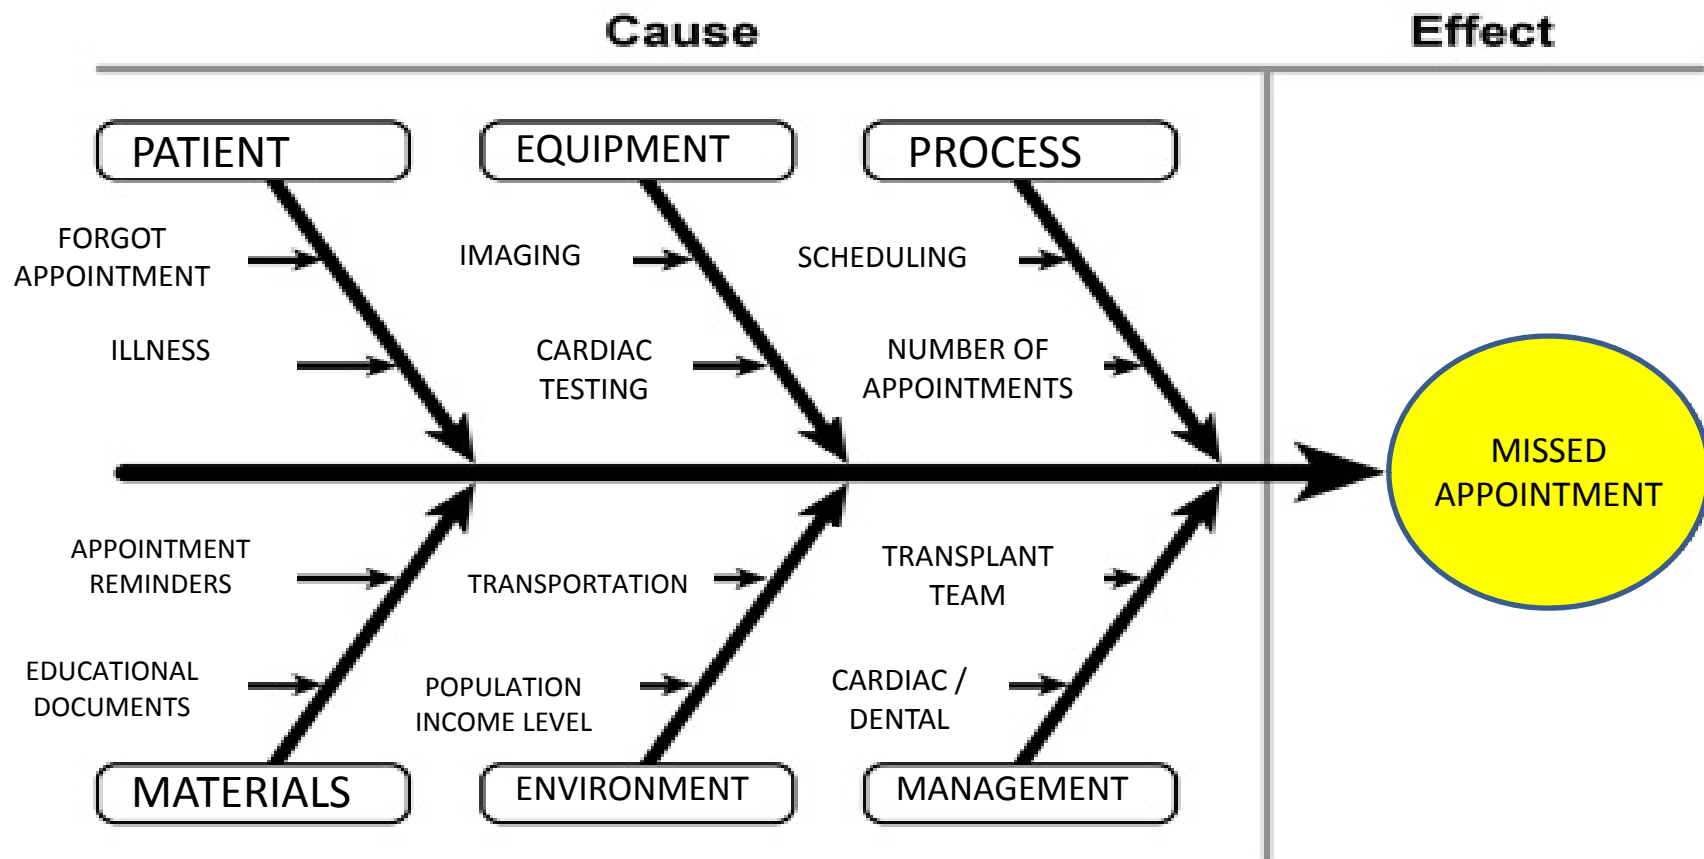 Cause
Effect
PATIENT
EQUIPMENT
PROCESS
FORGOT
APPOINTMENT
IMAGING
SCHEDULING
ILLNESS
CARDIAC
TESTING
NUMBER OF
APPOINTMENTS
MISSED
APPOINTMENT
APPOINTMENT
REMINDERS
TRANSPORTATION
TRANSPLANT
TEAM
EDUCATIONAL
DOCUMENTS
POPULATION
INCOME LEVEL
CARDIAC /
DENTAL
MATERIALS
ENVIRONMENT
MANAGEMENT